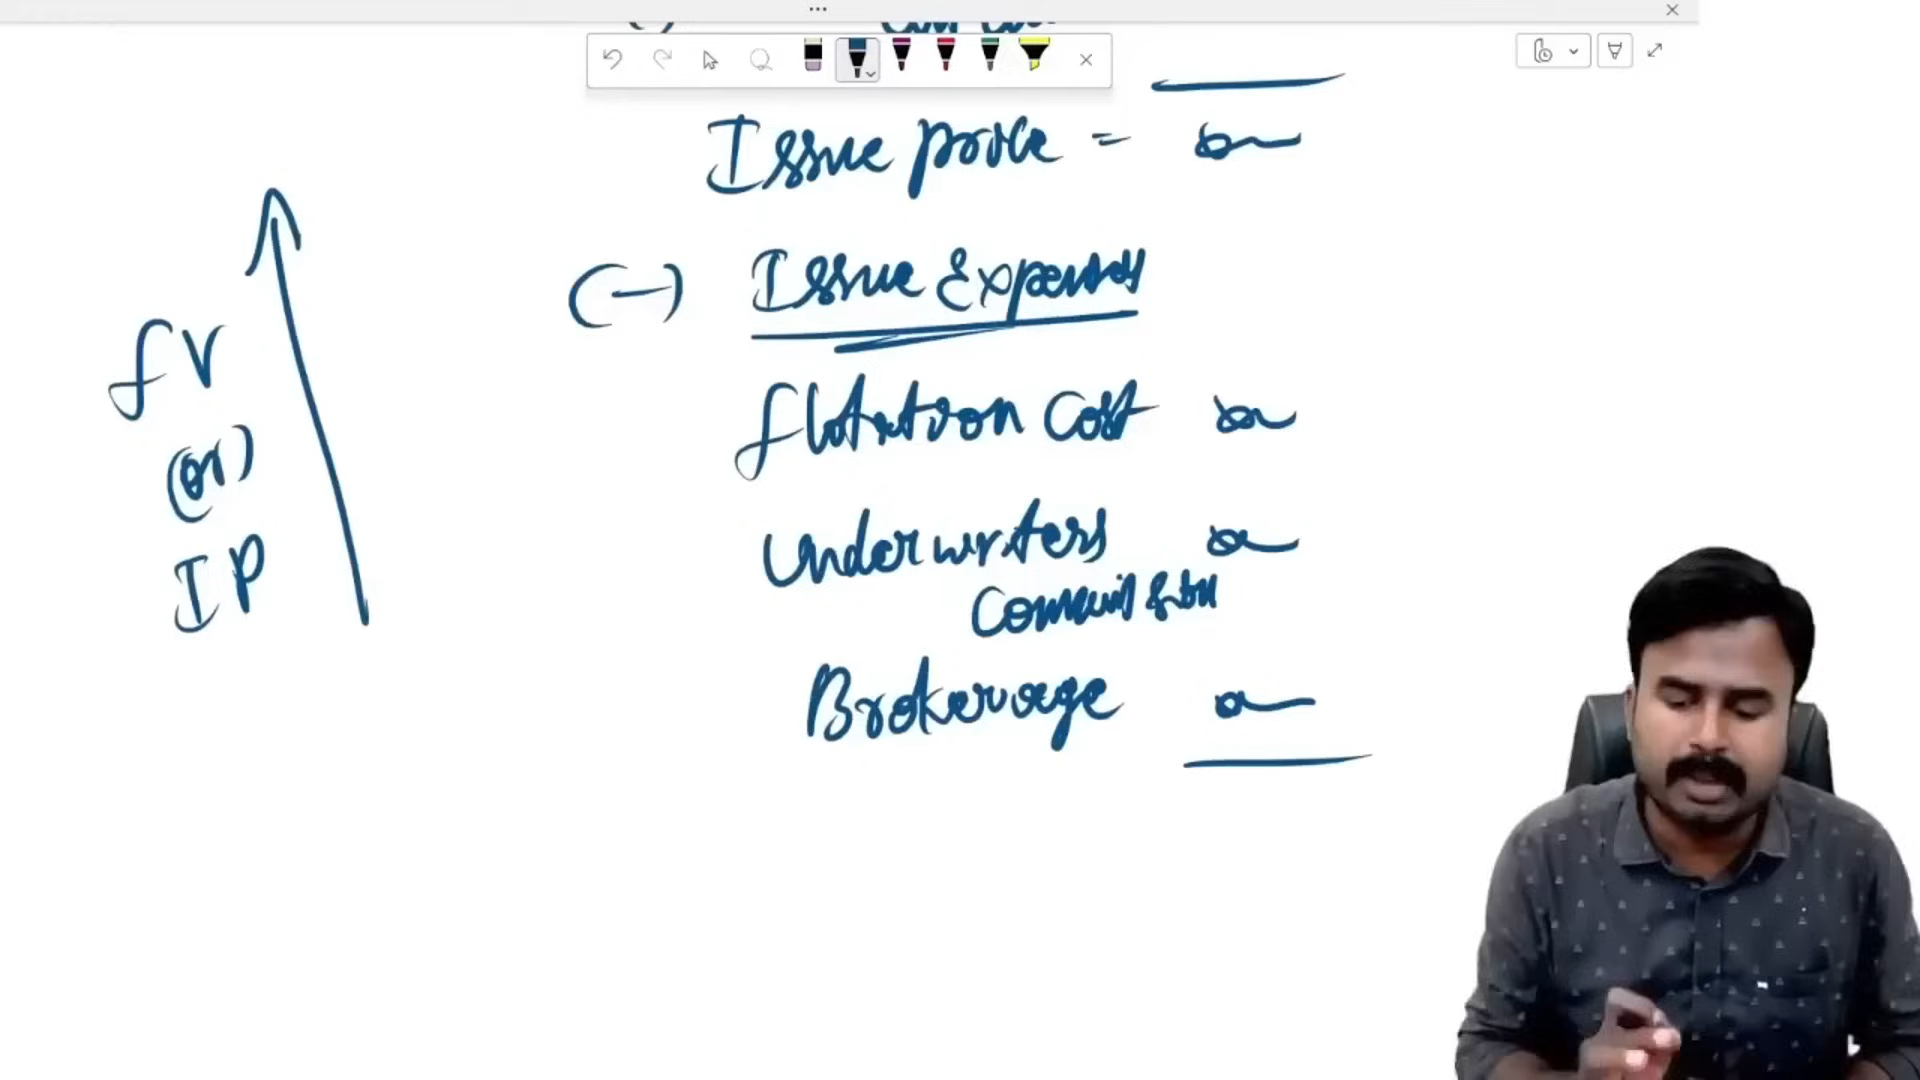 Issue price =
(-) Issue Expenses
flotation cost
underwriters
commission
Brokerage
FV
(or)
IP